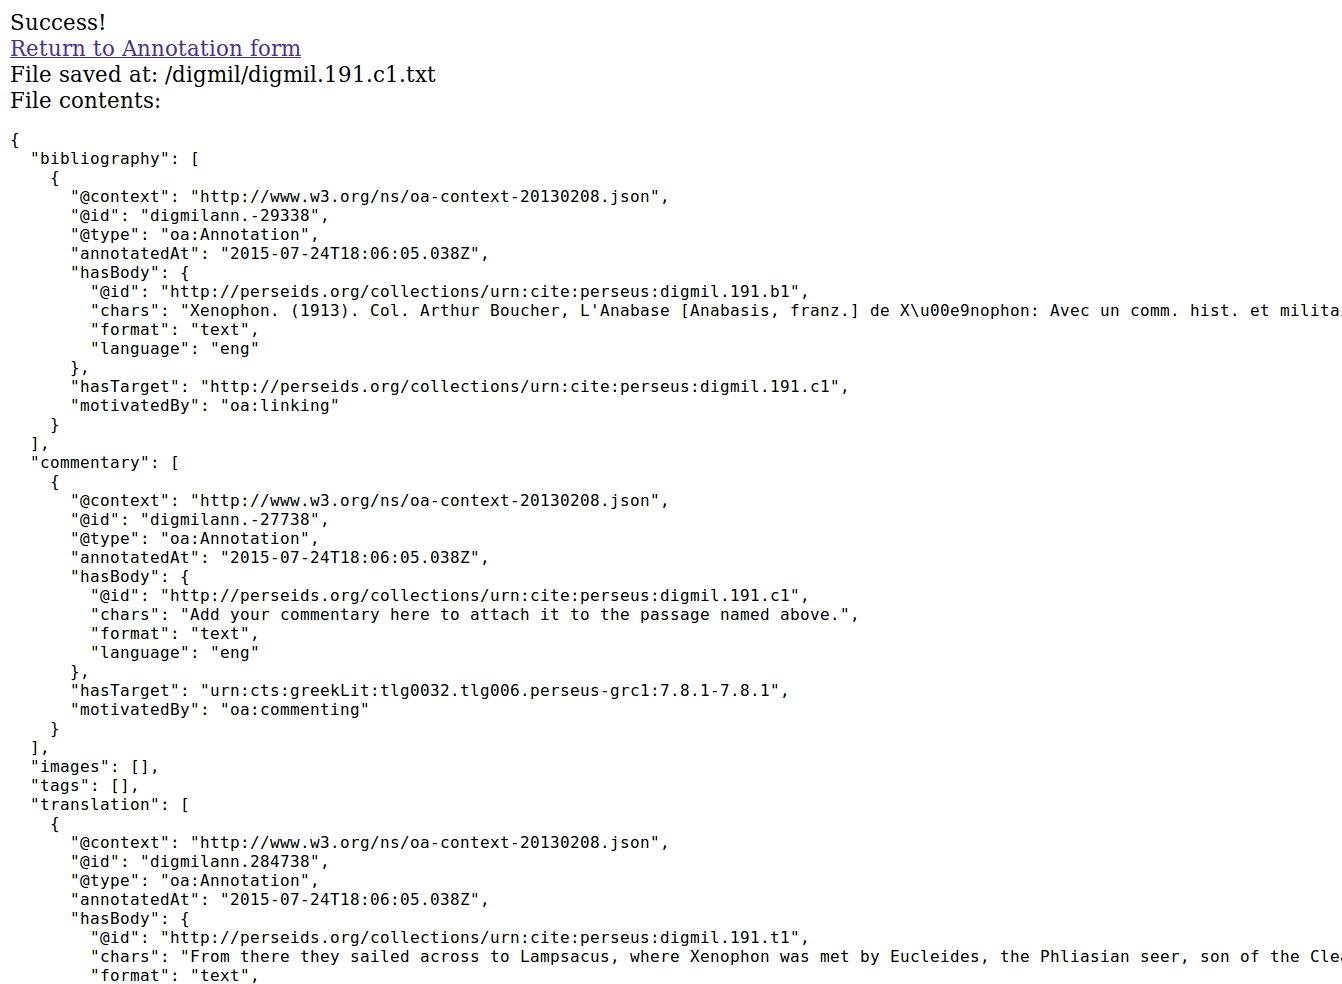 Success!
Return to Annotation form
File saved at: /digmil/digmil.191.c1.txt
File contents:
{
  "bibliography": [
    {
      "@context": "http://www.w3.org/ns/oa-context-20130208.json",
      "@id": "digmilann.-29338",
      "@type": "oa:Annotation",
      "annotatedAt": "2015-07-24T18:06:05.038Z",
      "hasBody": {
        "@id": "http://perseids.org/collections/urn:cite:perseus:digmil.191.b1",
        "chars": "Xenophon. (1913). Col. Arthur Boucher, L'Anabase [Anabasis, franz.] de X\u00e9nophon: Avec un comm. hist. et milita
        "format": "text",
        "language": "eng"
      },
      "hasTarget": "http://perseids.org/collections/urn:cite:perseus:digmil.191.c1",
      "motivatedBy": "oa:linking"
    }
  ],
  "commentary": [
    {
      "@context": "http://www.w3.org/ns/oa-context-20130208.json",
      "@id": "digmilann.-27738",
      "@type": "oa:Annotation",
      "annotatedAt": "2015-07-24T18:06:05.038Z",
      "hasBody": {
        "@id": "http://perseids.org/collections/urn:cite:perseus:digmil.191.c1",
        "chars": "Add your commentary here to attach it to the passage named above.",
        "format": "text",
        "language": "eng"
      },
      "hasTarget": "urn:cts:greekLit:tlg0032.tlg006.perseus-grc1:7.8.1-7.8.1",
      "motivatedBy": "oa:commenting"
    }
  ],
  "images": [],
  "tags": [],
  "translation": [
    {
      "@context": "http://www.w3.org/ns/oa-context-20130208.json",
      "@id": "digmilann.284738",
      "@type": "oa:Annotation",
      "annotatedAt": "2015-07-24T18:06:05.038Z",
      "hasBody": {
        "@id": "http://perseids.org/collections/urn:cite:perseus:digmil.191.t1",
        "chars": "From there they sailed across to Lampsacus, where Xenophon was met by Eucleides, the Phliasian seer, son of the Cle
        "format": "text",